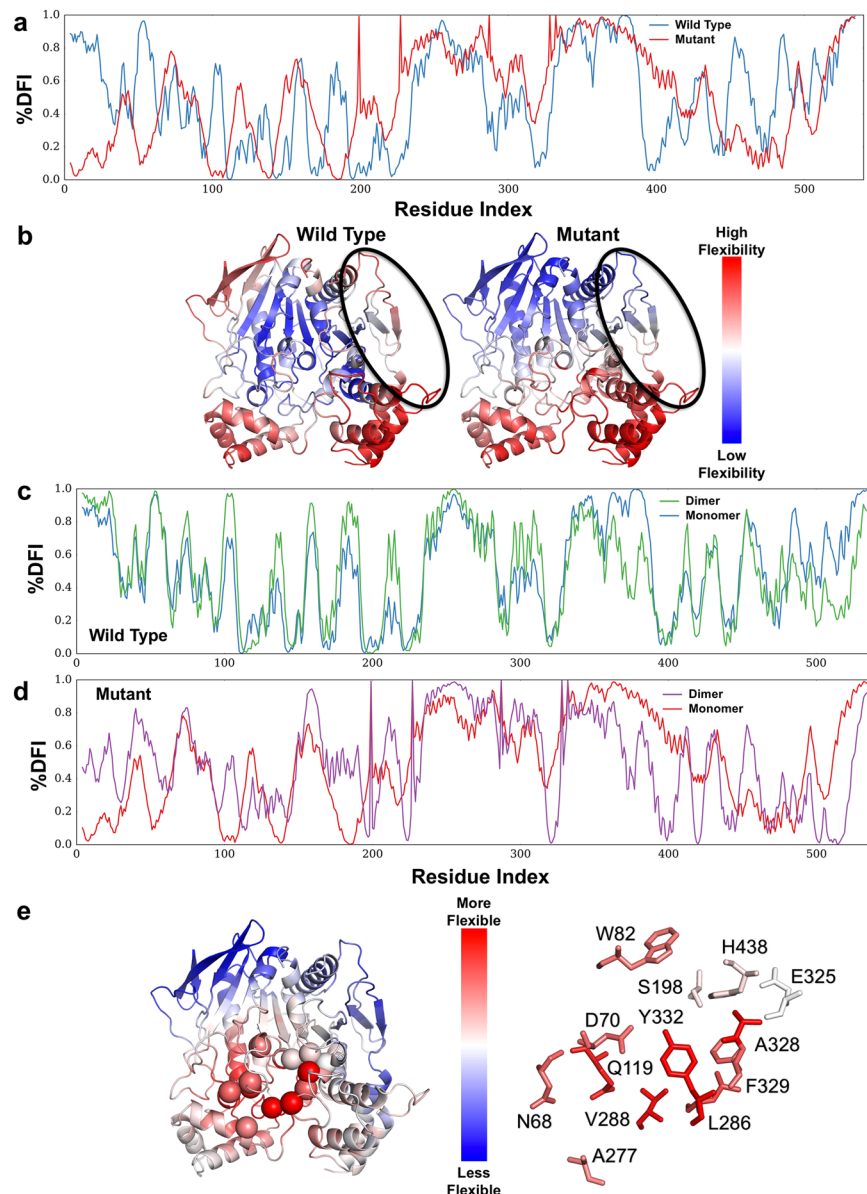 a
1.0
0.8
0.6
0.4
0.2
0.0
%DFI
Wild Type
Mutant
0
100
200
300
400
500
Residue Index
b
Wild Type
Mutant
High
Flexibility
Low
Flexibility
c
1.0
0.8
0.6
0.4
0.2
0.0
%DFI
Dimer
Monomer
Wild Type
0
100
200
300
400
500
d
1.0
0.8
0.6
0.4
0.2
0.0
%DFI
Mutant
Dimer
Monomer
0
100
200
300
400
500
Residue Index
e
More
Flexible
Less
Flexible
W82
H438
S198
E325
D70
Y332
A328
Q119
F329
N68
V288
L286
A277